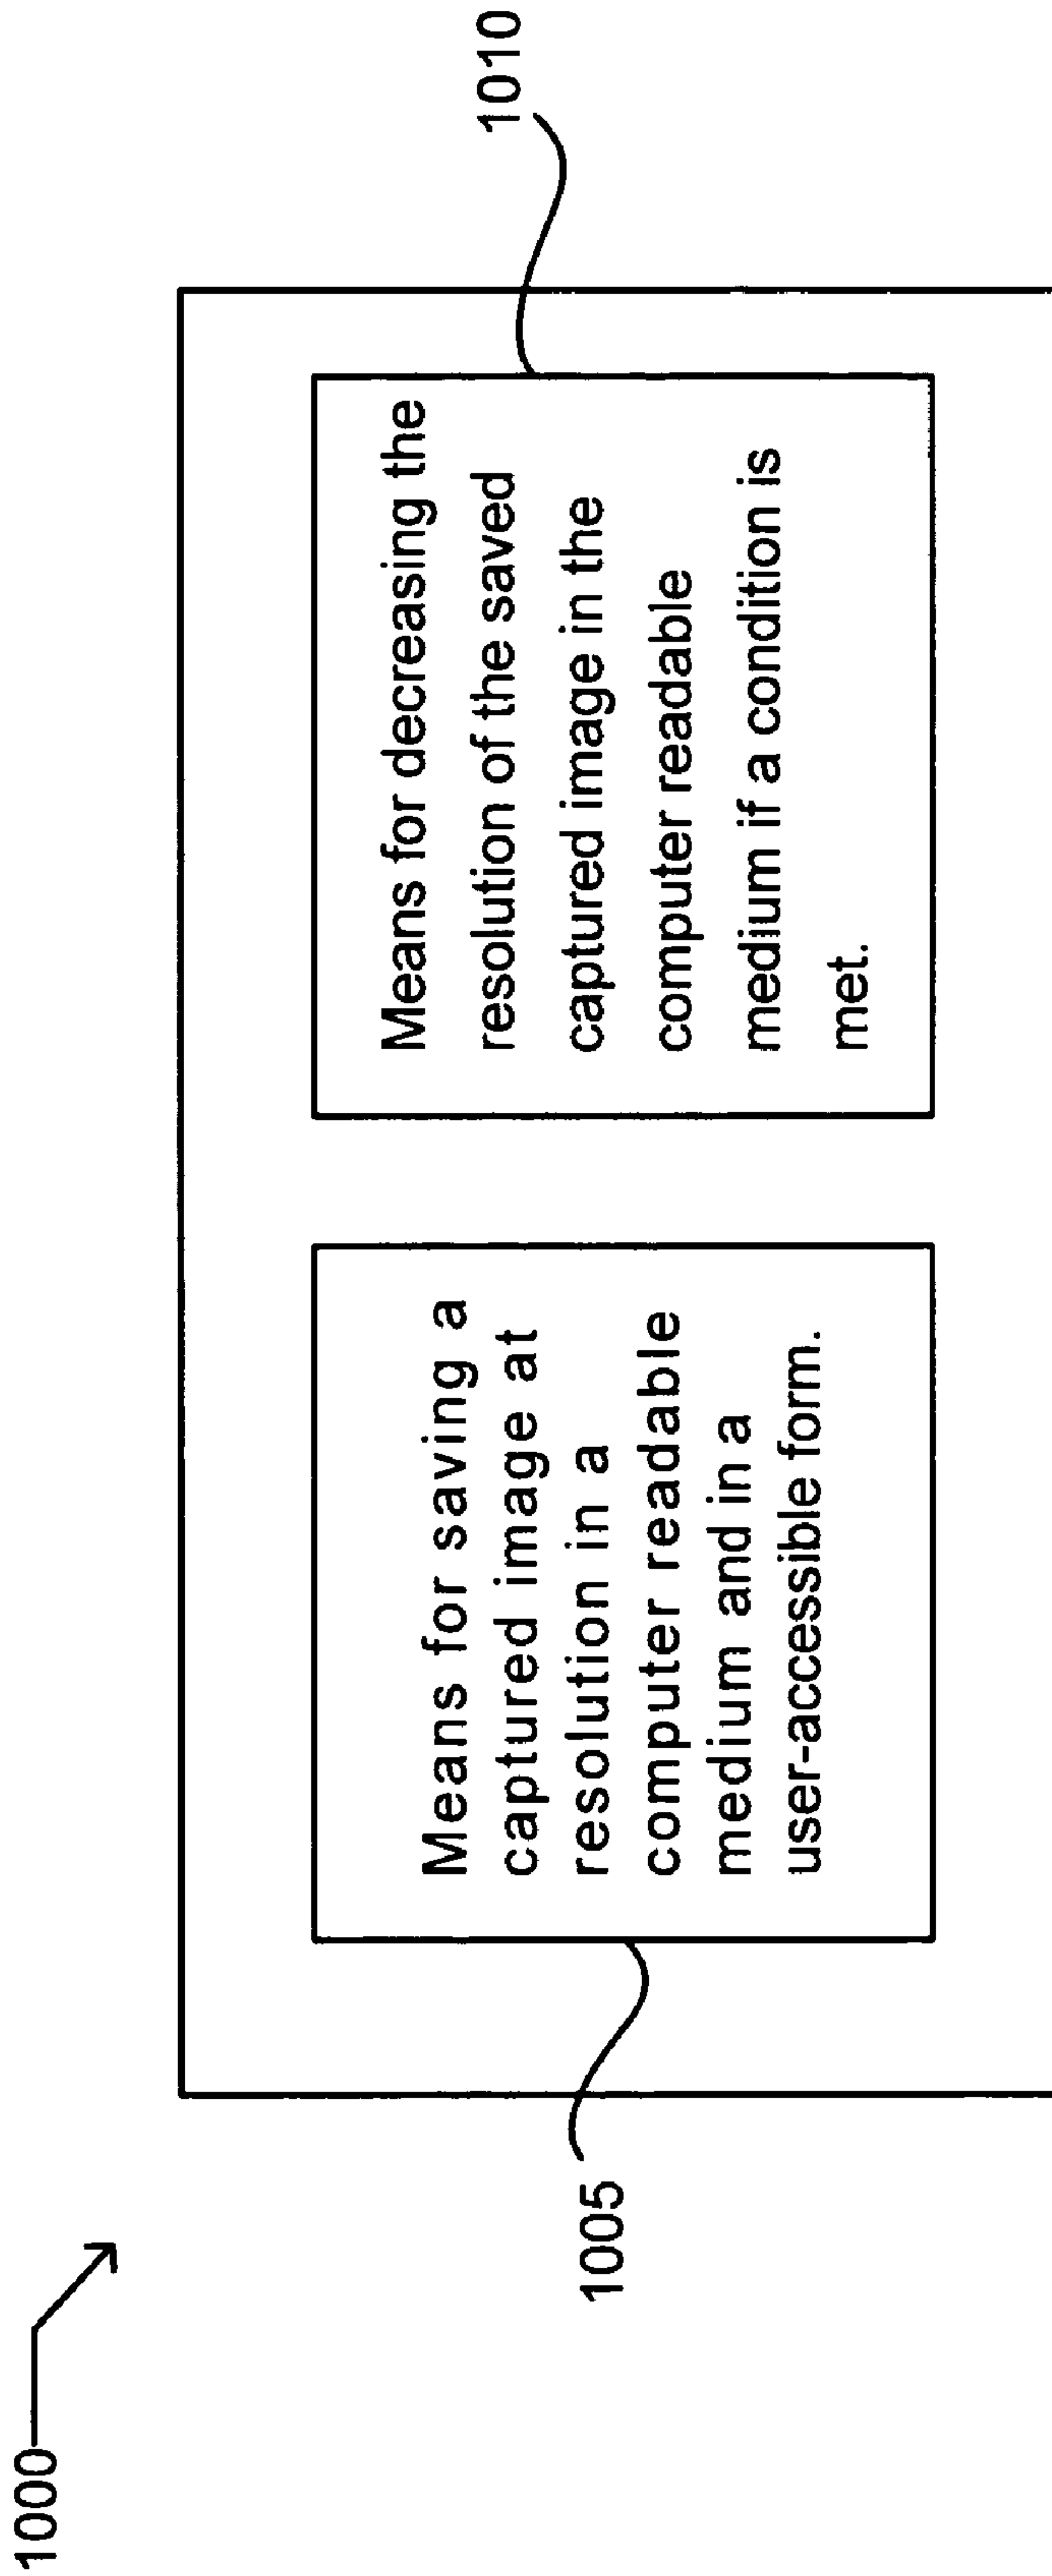 1000
Means for saving a
captured image at
resolution in a
computer readable
medium and in a
user-accessible form.
1005
Means for decreasing the
resolution of the saved
captured image in the
computer readable
medium if a condition is
met.
1010